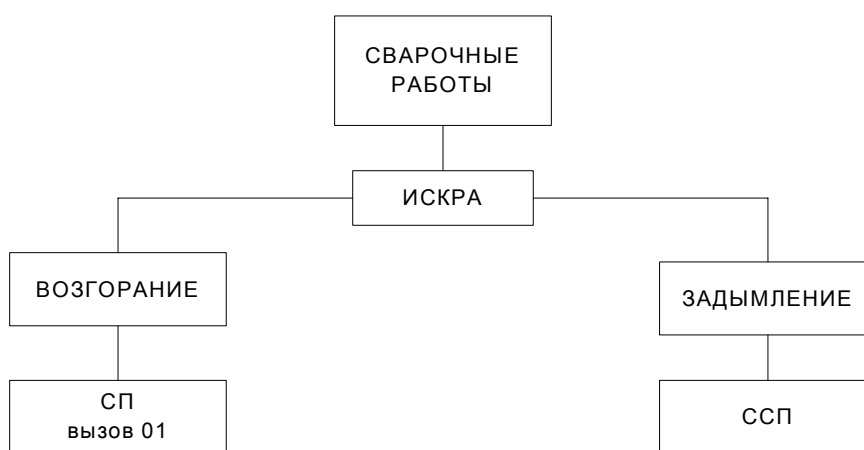 СВАРОЧНЫЕ
РАБОТЫ
ИСКРА
ВОЗГОРАНИЕ
ЗАДЫМЛЕНИЕ
СП
вызов 01
ССП